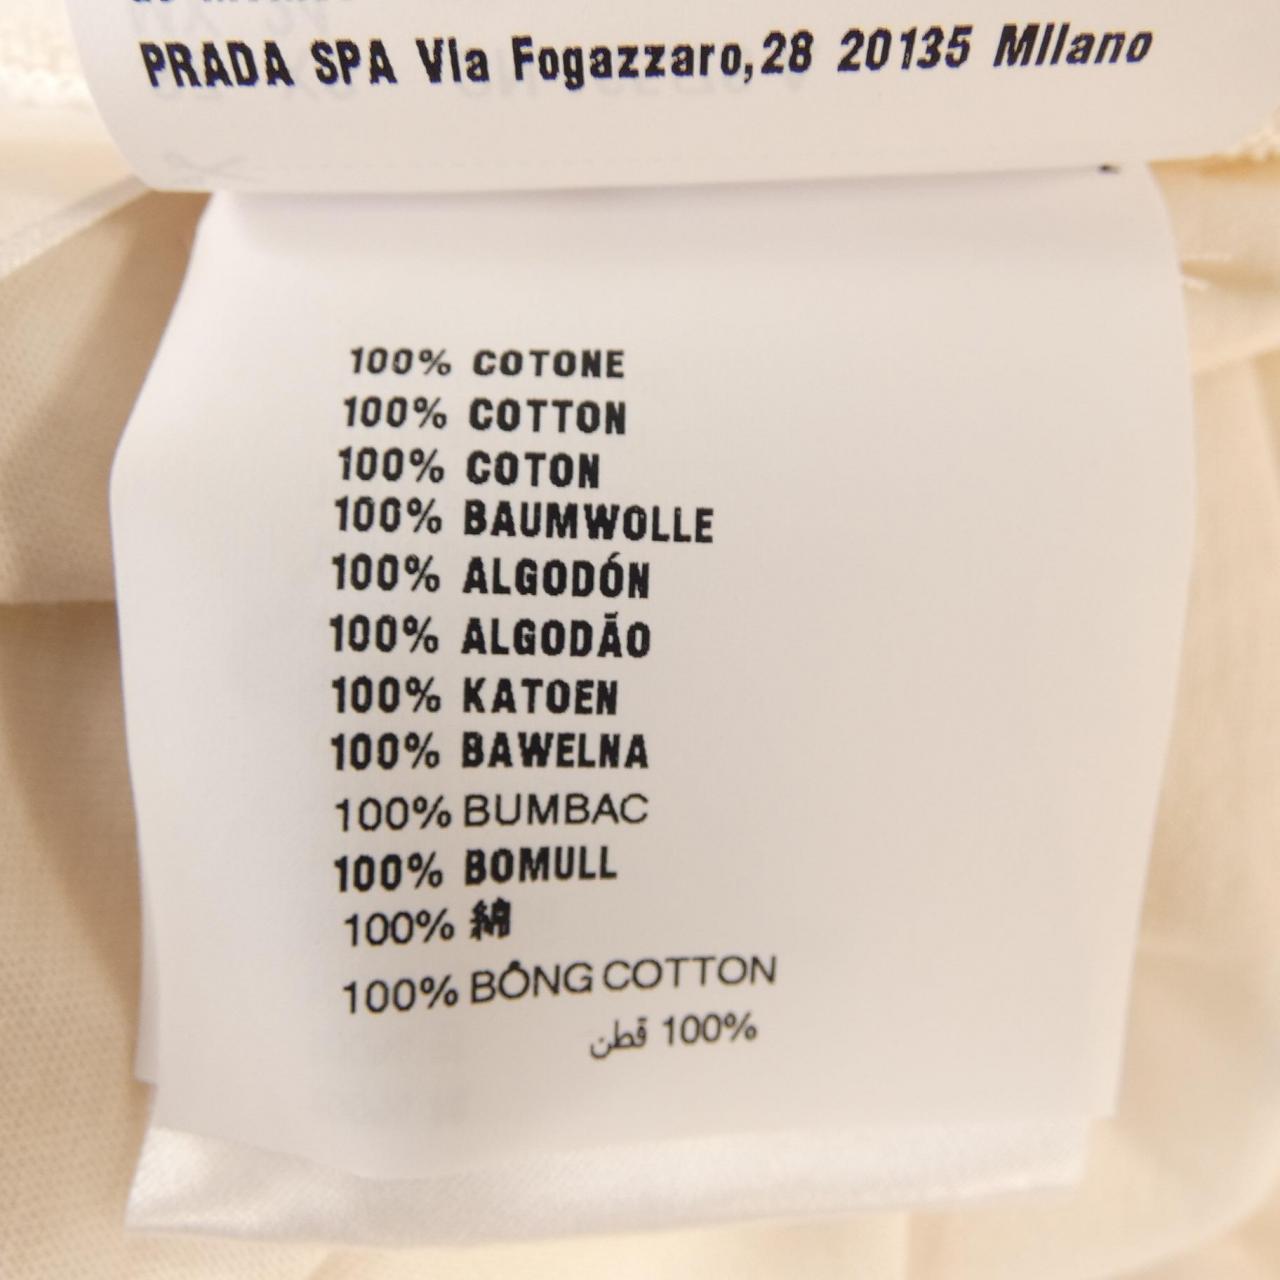 PRADA SPA Via Fogazzaro,28 20135 Milano
100% COTONE
100% COTTON
100% COTON
100% BAUMWOLLE
100% ALGODÓN
100% ALGODÃO
100% KATOEN
100% BAWELNA
100% BUMBAC
100% BOMULL
100% 綿
100% BÔNG COTTON
100% قطن